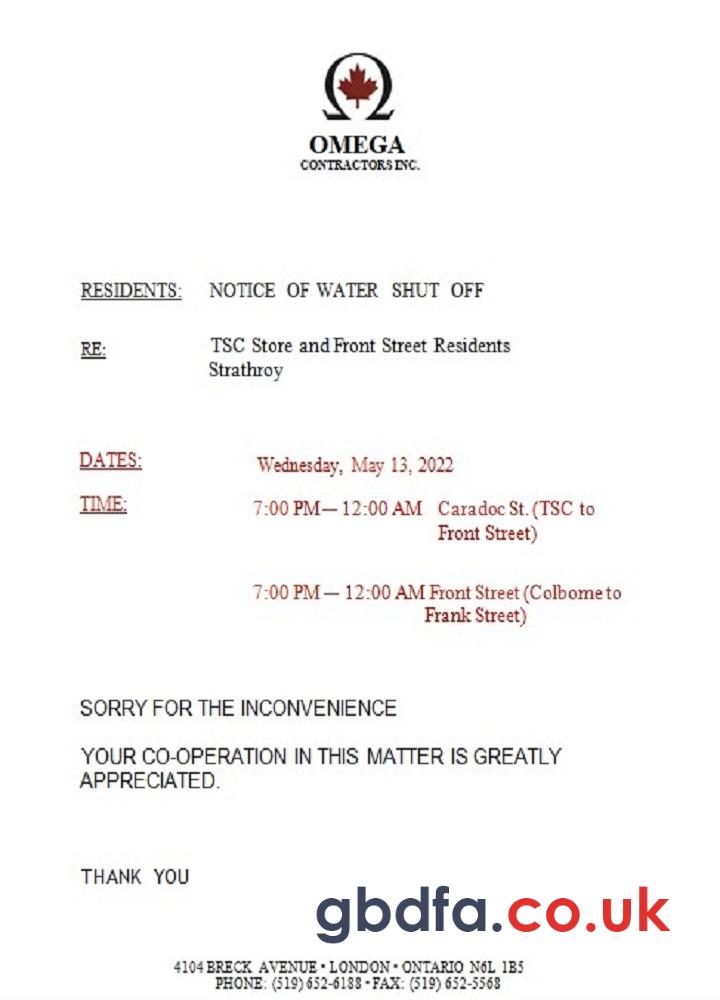 OMEGA
CONTRACTORS INC.
RESIDENTS: NOTICE OF WATER SHUT OFF
RE: TSC Store and Front Street Residents
Strathroy
DATES: Wednesday, May 13, 2022
TIME: 7:00 PM— 12:00 AM Caradoc St. (TSC to
Front Street)
7:00 PM — 12:00 AM Front Street (Colbome to
Frank Street)
SORRY FOR THE INCONVENIENCE
YOUR CO-OPERATION IN THIS MATTER IS GREATLY
APPRECIATED.
THANK YOU
gbdfa.co.uk
4104 BRECK AVENUE • LONDON • ONTARIO N6L 1B5
PHONE: (519) 652-6188 • FAX: (519) 652-5568